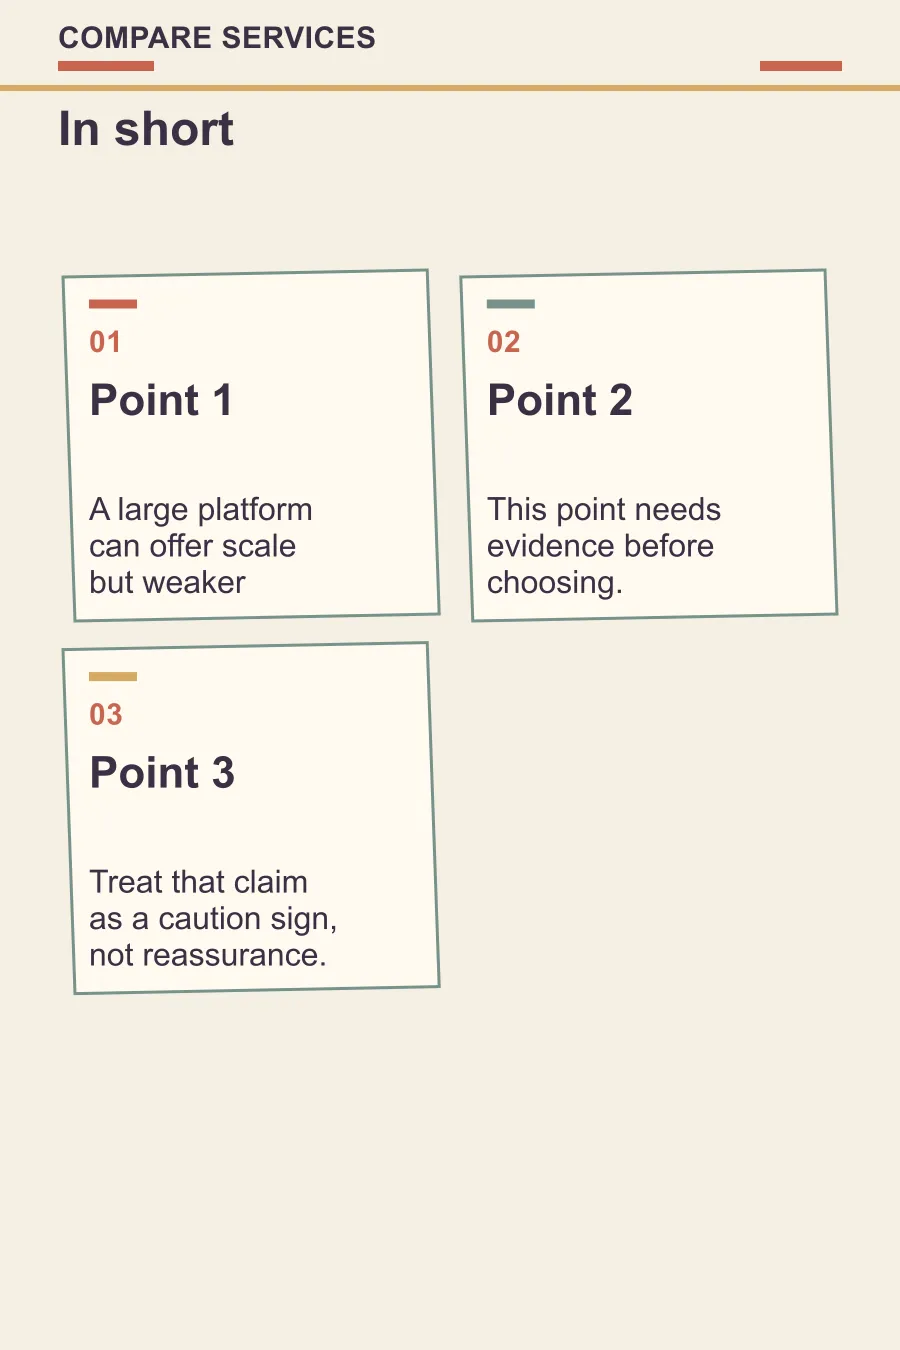 COMPARE SERVICES
In short
01
Point 1
A large platform
can offer scale
but weaker
02
Point 2
This point needs
evidence before
choosing.
03
Point 3
Treat that claim
as a caution sign,
not reassurance.